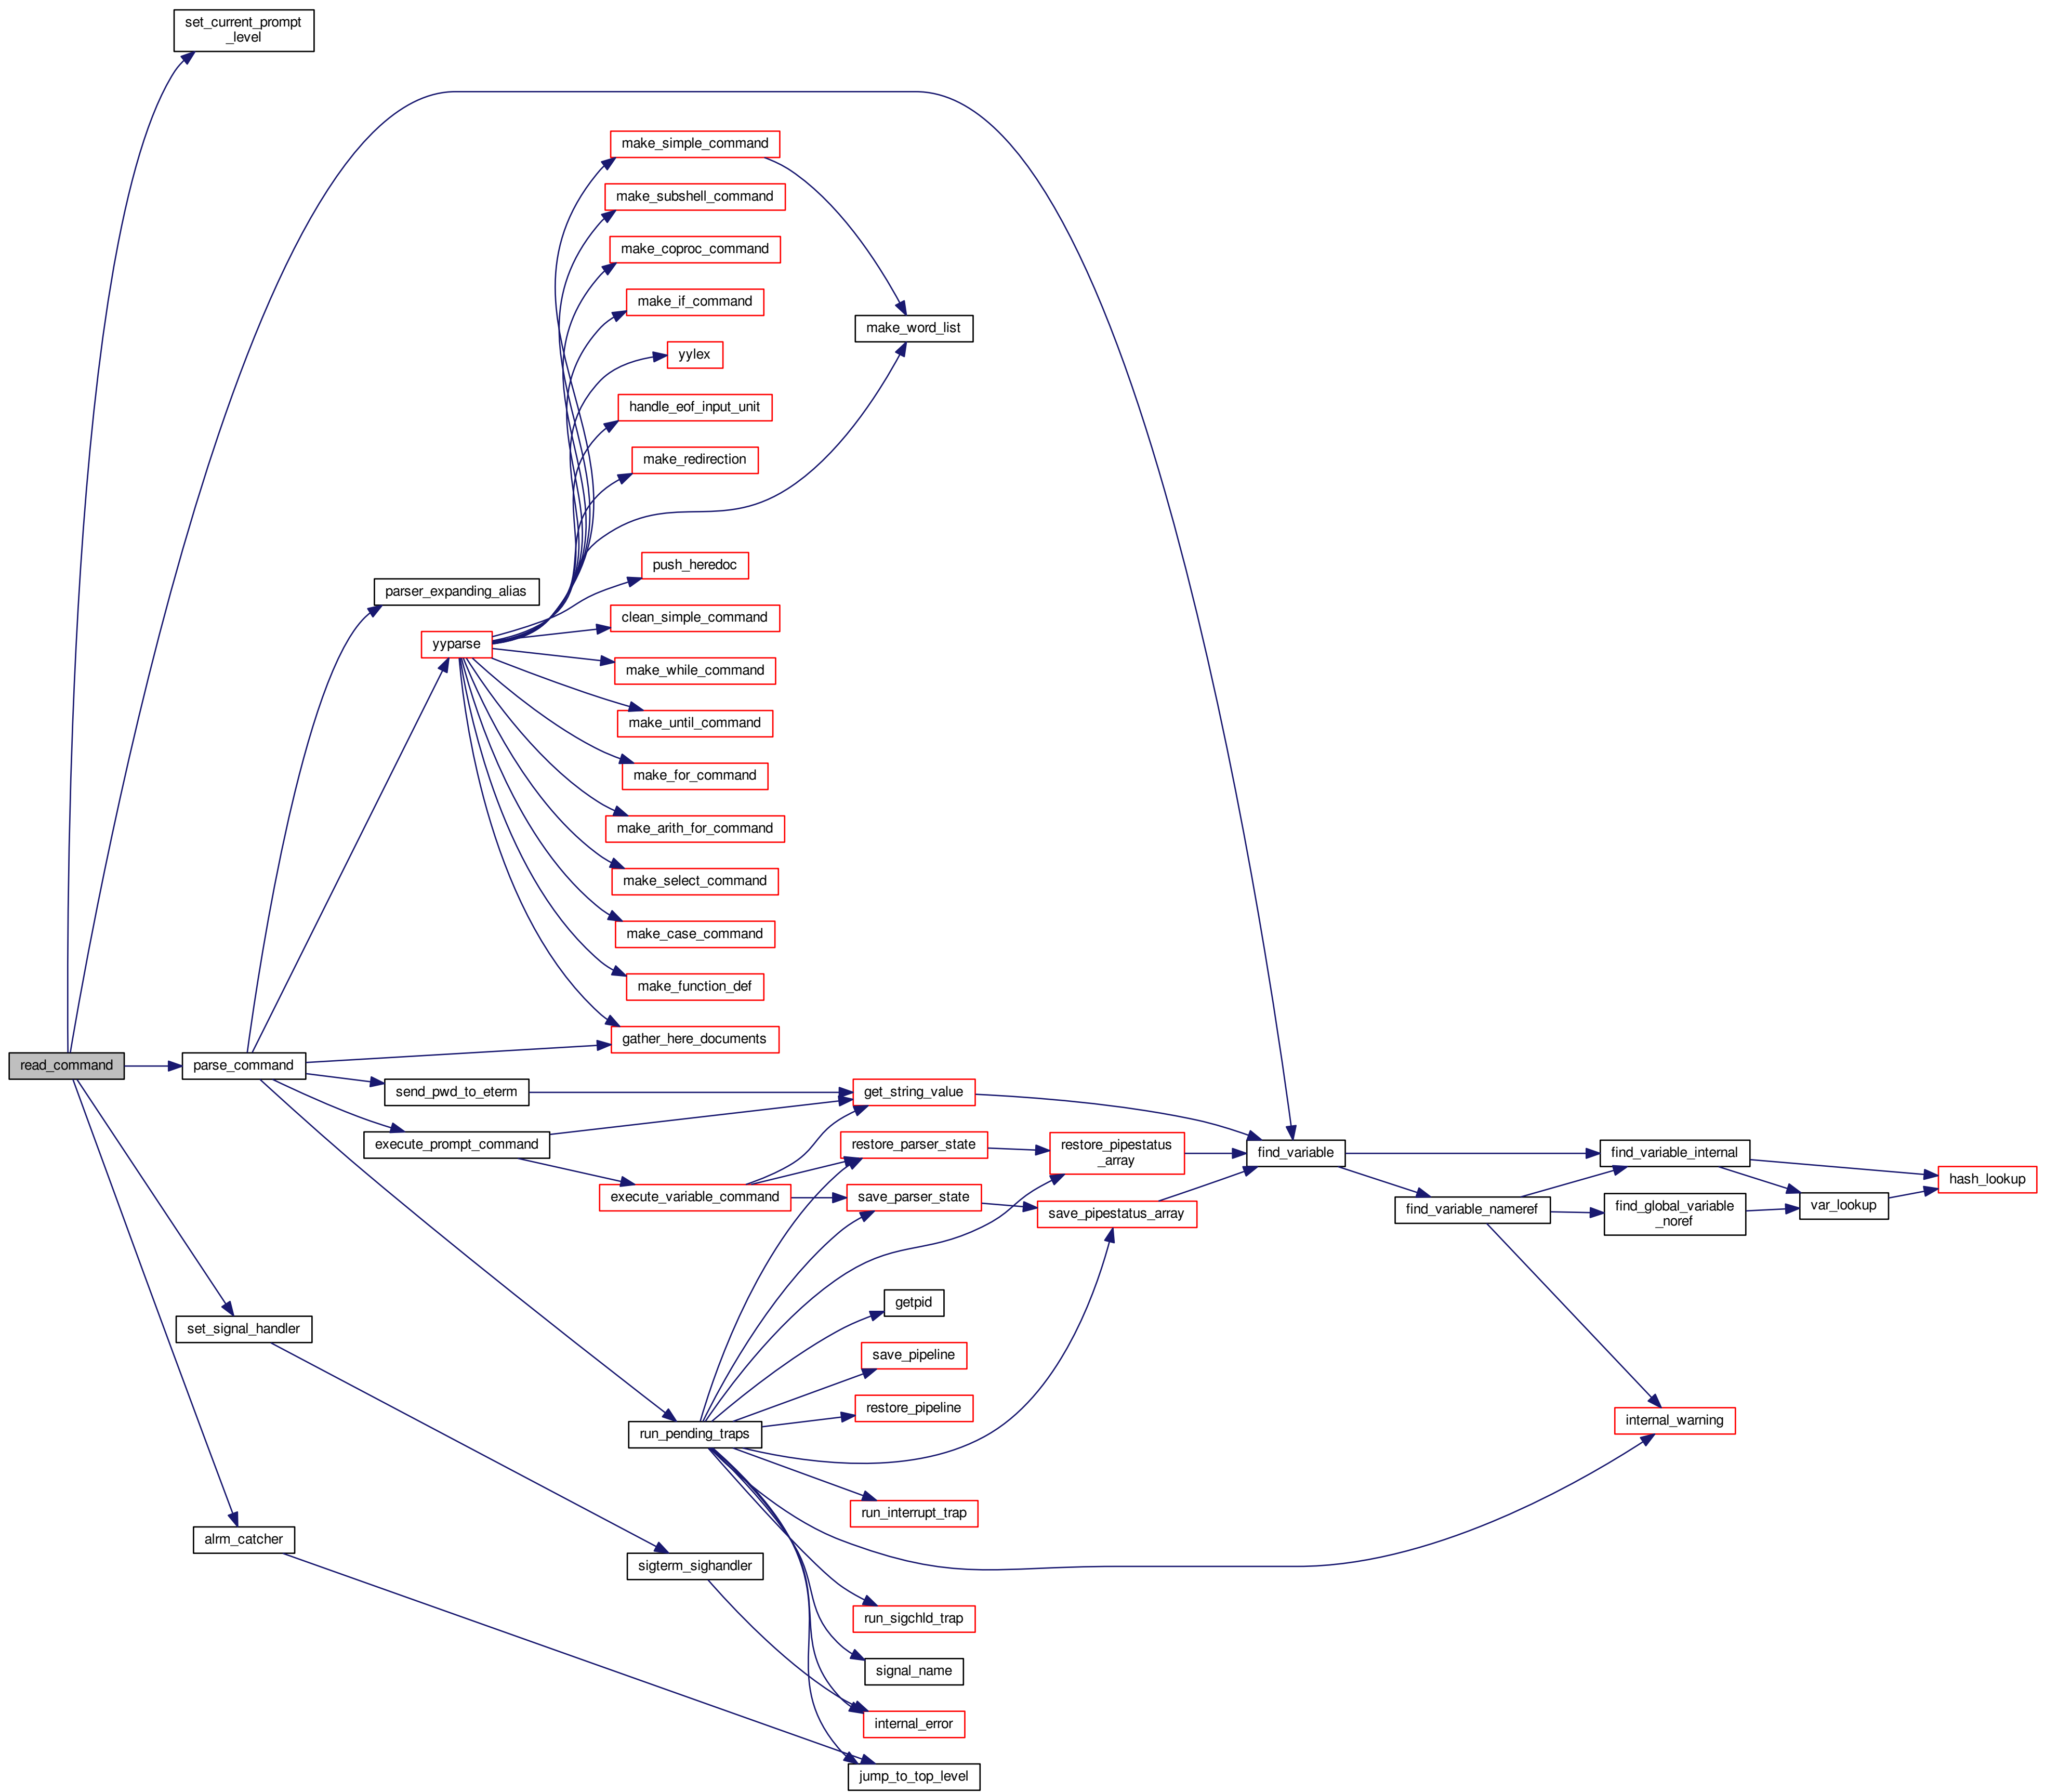 set_current_prompt
_level
make_simple_command
make_subshell_command
make_coproc_command
make_if_command
make_word_list
yylex
handle_eof_input_unit
make_redirection
push_heredoc
parser_expanding_alias
clean_simple_command
yyparse
make_while_command
make_until_command
make_for_command
make_arith_for_command
make_select_command
make_case_command
make_function_def
gather_here_documents
read_command
parse_command
send_pwd_to_eterm
get_string_value
execute_prompt_command
restore_parser_state
restore_pipestatus
_array
find_variable
find_variable_internal
hash_lookup
execute_variable_command
save_parser_state
save_pipestatus_array
find_variable_nameref
find_global_variable
_noref
var_lookup
getpid
set_signal_handler
save_pipeline
restore_pipeline
internal_warning
run_pending_traps
run_interrupt_trap
alrm_catcher
sigterm_sighandler
run_sigchld_trap
signal_name
internal_error
jump_to_top_level